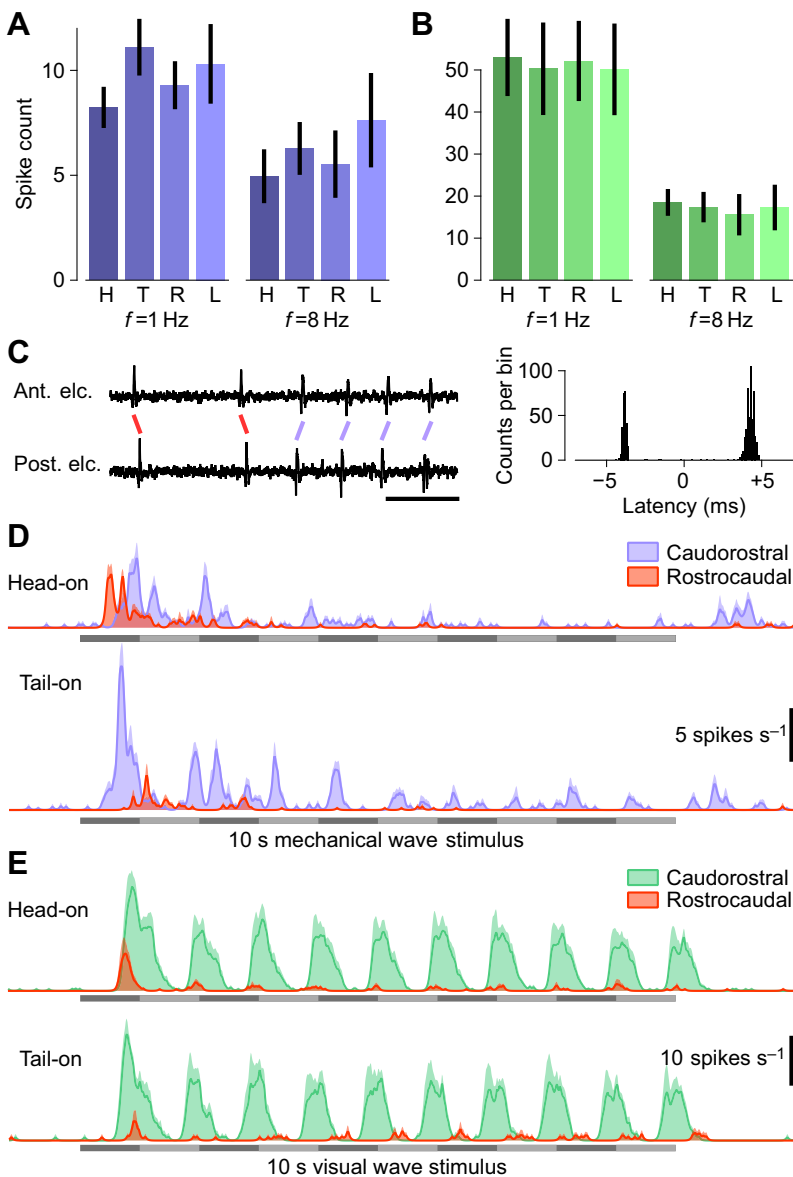 A
Spike count
10
5
0
H T R L H T R L
f=1 Hz f=8 Hz
B
50
40
30
20
10
0
H T R L H T R L
f=1 Hz f=8 Hz
C
Ant. elc.
Post. elc.
Counts per bin
100
50
0
−5 0 +5
Latency (ms)
D
Head-on
Caudorostral
Rostrocaudal
Tail-on
5 spikes s–1
10 s mechanical wave stimulus
E
Head-on
Caudorostral
Rostrocaudal
Tail-on
10 spikes s–1
10 s visual wave stimulus